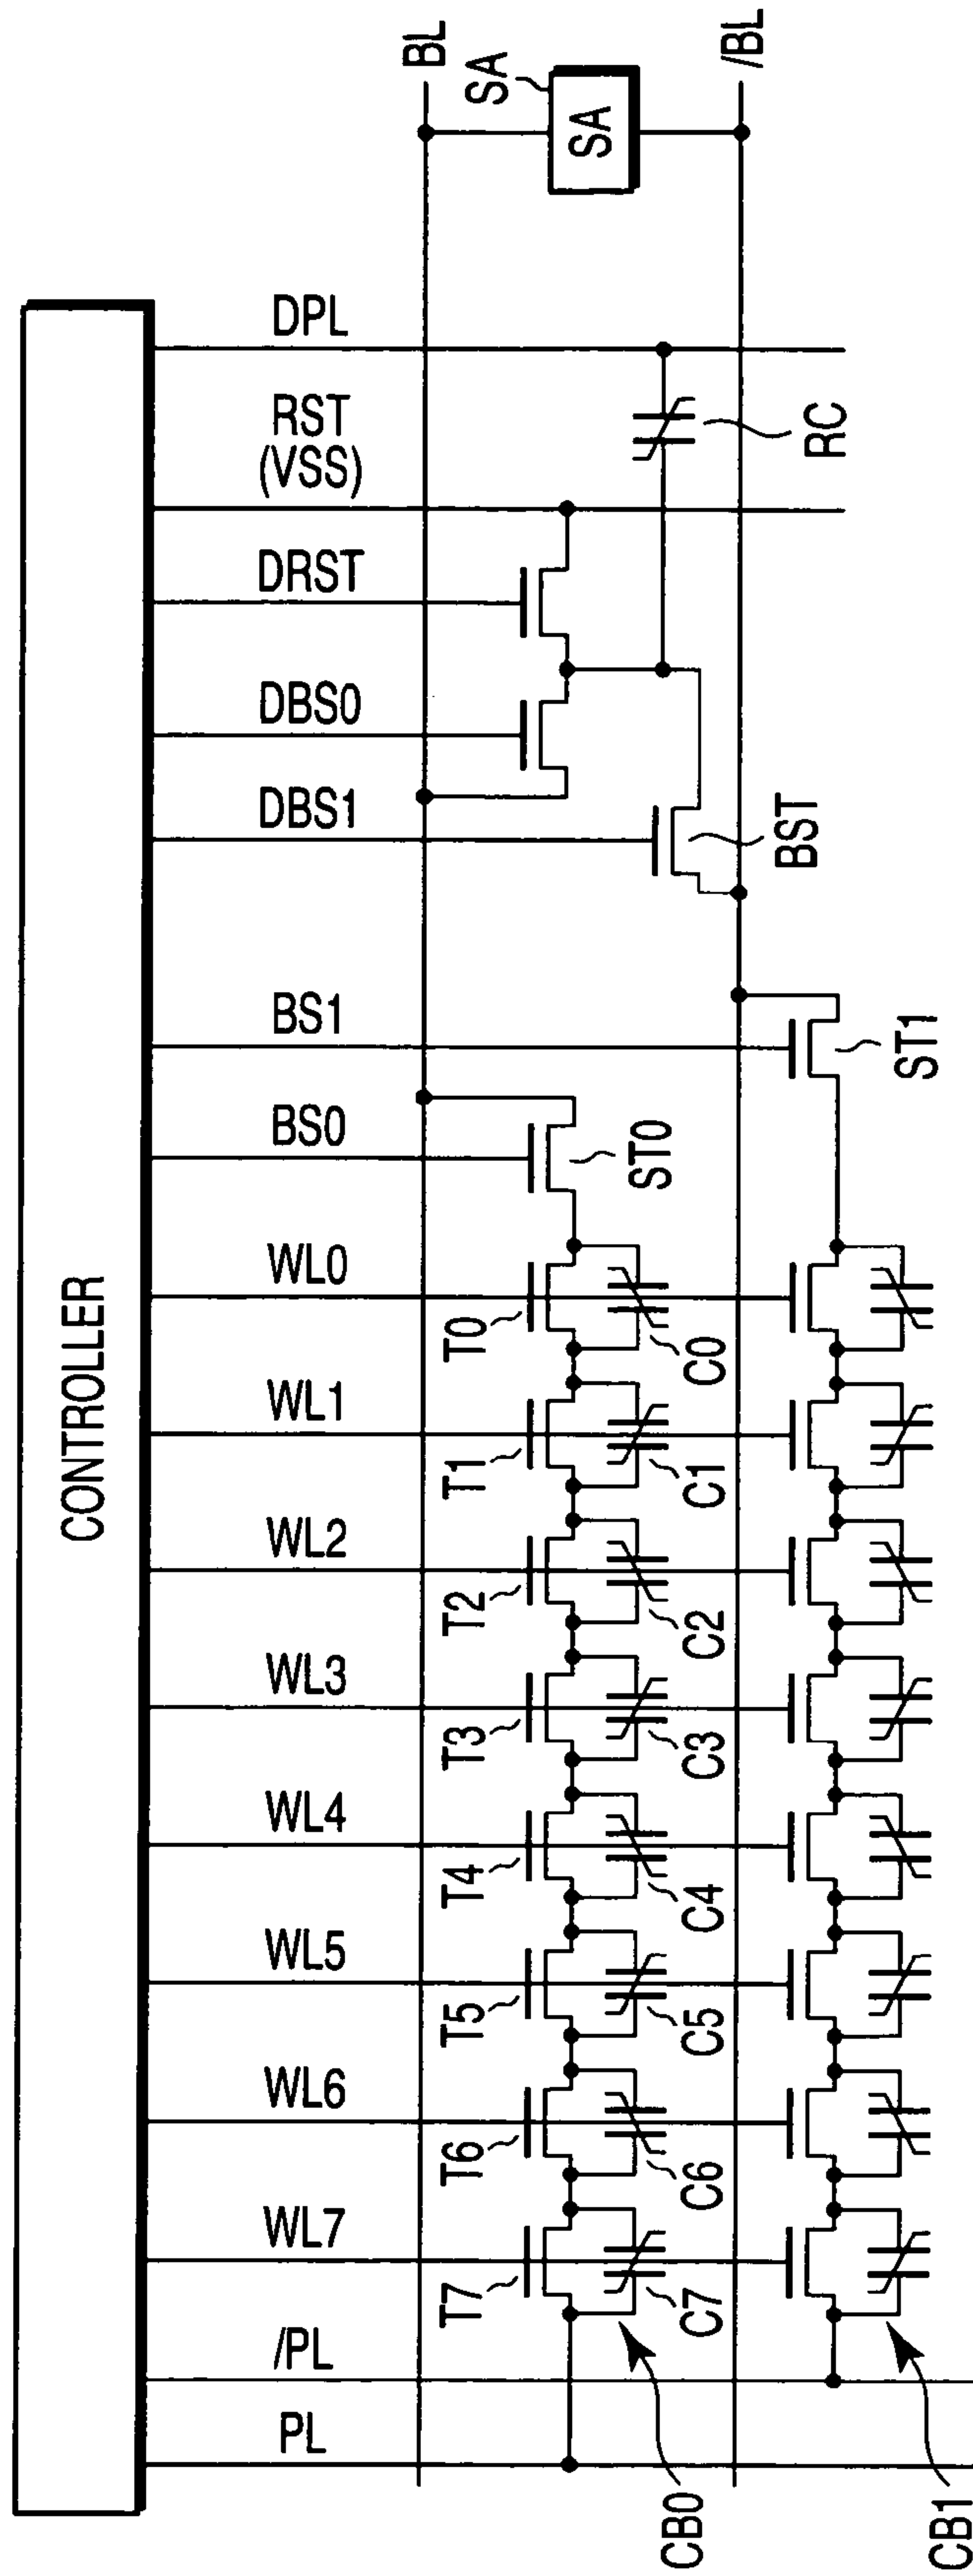 CONTROLLER
PL
/PL
WL7
WL6
WL5
WL4
WL3
WL2
WL1
WL0
BS0
BS1
DBS1
DBS0
DRST
RST
(VSS)
DPL
BL
SA
SA
/BL
T7
T6
T5
T4
T3
T2
T1
T0
ST0
C7
C6
C5
C4
C3
C2
C1
C0
BST
RC
CB0
ST1
CB1